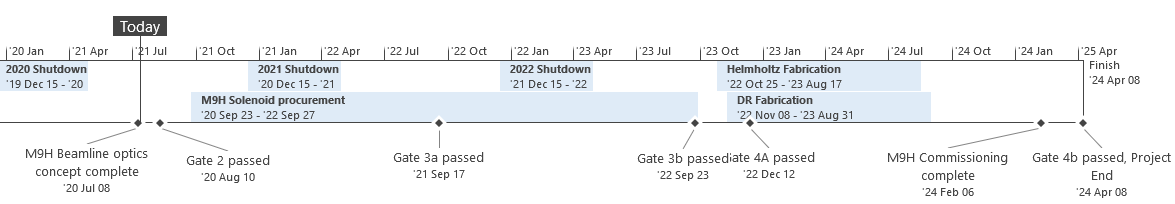 Today
'20 Jan '21 Apr '21 Jul '21 Oct '21 Jan '22 Apr '22 Jul '22 Oct '22 Jan '23 Apr '23 Jul '23 Oct '23 Jan '24 Apr '24 Jul '24 Oct '24 Jan '25 Apr
2020 Shutdown
'19 Dec 15 - '20
2021 Shutdown
'20 Dec 15 - '21
2022 Shutdown
'21 Dec 15 - '22
Helmholtz Fabrication
'22 Oct 25 - '23 Aug 17
Finish
'24 Apr 08
M9H Solenoid procurement
'20 Sep 23 - '22 Sep 27
DR Fabrication
'22 Nov 08 - '23 Aug 31
M9H Beamline optics
concept complete
'20 Jul 08
Gate 2 passed
'20 Aug 10
Gate 3a passed
'21 Sep 17
Gate 3b passed
'22 Sep 23
Gate 4A passed
'22 Dec 12
M9H Commissioning
complete
'24 Feb 06
Gate 4b passed, Project
End
'24 Apr 08